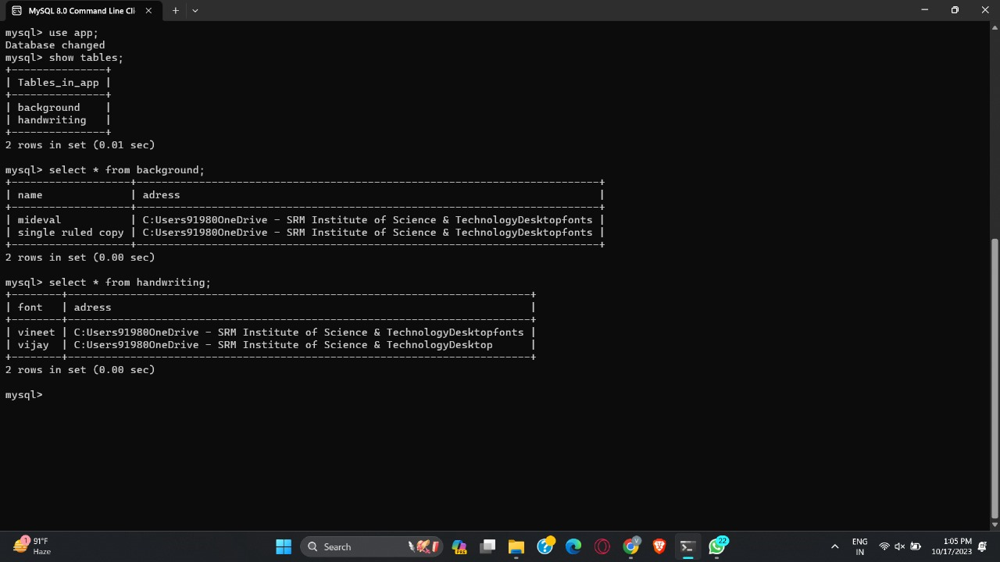 MySQL 8.0 Command Line Cli
mysql> use app;
Database changed
mysql> show tables;
+---------------+
| Tables_in_app |
+---------------+
| background    |
| handwriting   |
+---------------+
2 rows in set (0.01 sec)
mysql> select * from background;
+-------------------+--------------------------------------------------------------------------+
| name              | adress                                                                   |
+-------------------+--------------------------------------------------------------------------+
| mideval           | C:Users91980OneDrive - SRM Institute of Science & TechnologyDesktopfonts |
| single ruled copy | C:Users91980OneDrive - SRM Institute of Science & TechnologyDesktopfonts |
+-------------------+--------------------------------------------------------------------------+
2 rows in set (0.00 sec)
mysql> select * from handwriting;
+--------+--------------------------------------------------------------------------+
| font   | adress                                                                   |
+--------+--------------------------------------------------------------------------+
| vineet | C:Users91980OneDrive - SRM Institute of Science & TechnologyDesktopfonts |
| vijay  | C:Users91980OneDrive - SRM Institute of Science & TechnologyDesktop      |
+--------+--------------------------------------------------------------------------+
2 rows in set (0.00 sec)
mysql>
1
91°F
Haze
Search
PRE
V
22
ENG
IN
1:05 PM
10/17/2023